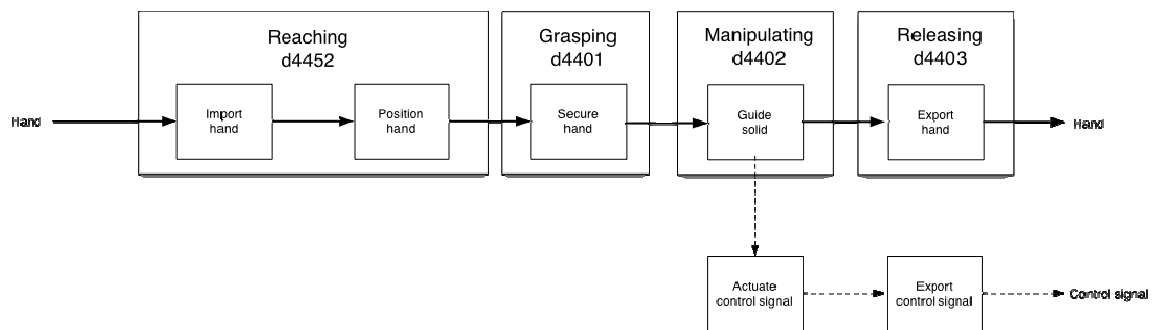 Reaching
d4452
Grasping
d4401
Manipulating
d4402
Releasing
d4403
Hand
Import
hand
Position
hand
Secure
hand
Guide
solid
Export
hand
Hand
Actuate
control signal
Export
control signal
Control signal